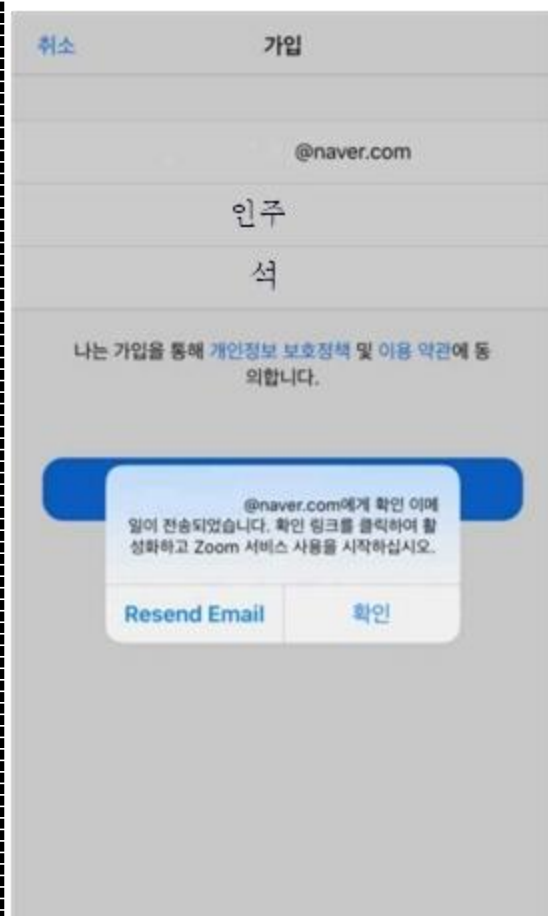 취소 가입
@naver.com
인주
석
나는 가입을 통해 개인정보 보호정책 및 이용 약관에 동
의합니다.
@naver.com에게 확인 이메
일이 전송되었습니다. 확인 링크를 클릭하여 활
성화하고 Zoom 서비스 사용을 시작하십시오.
Resend Email 확인